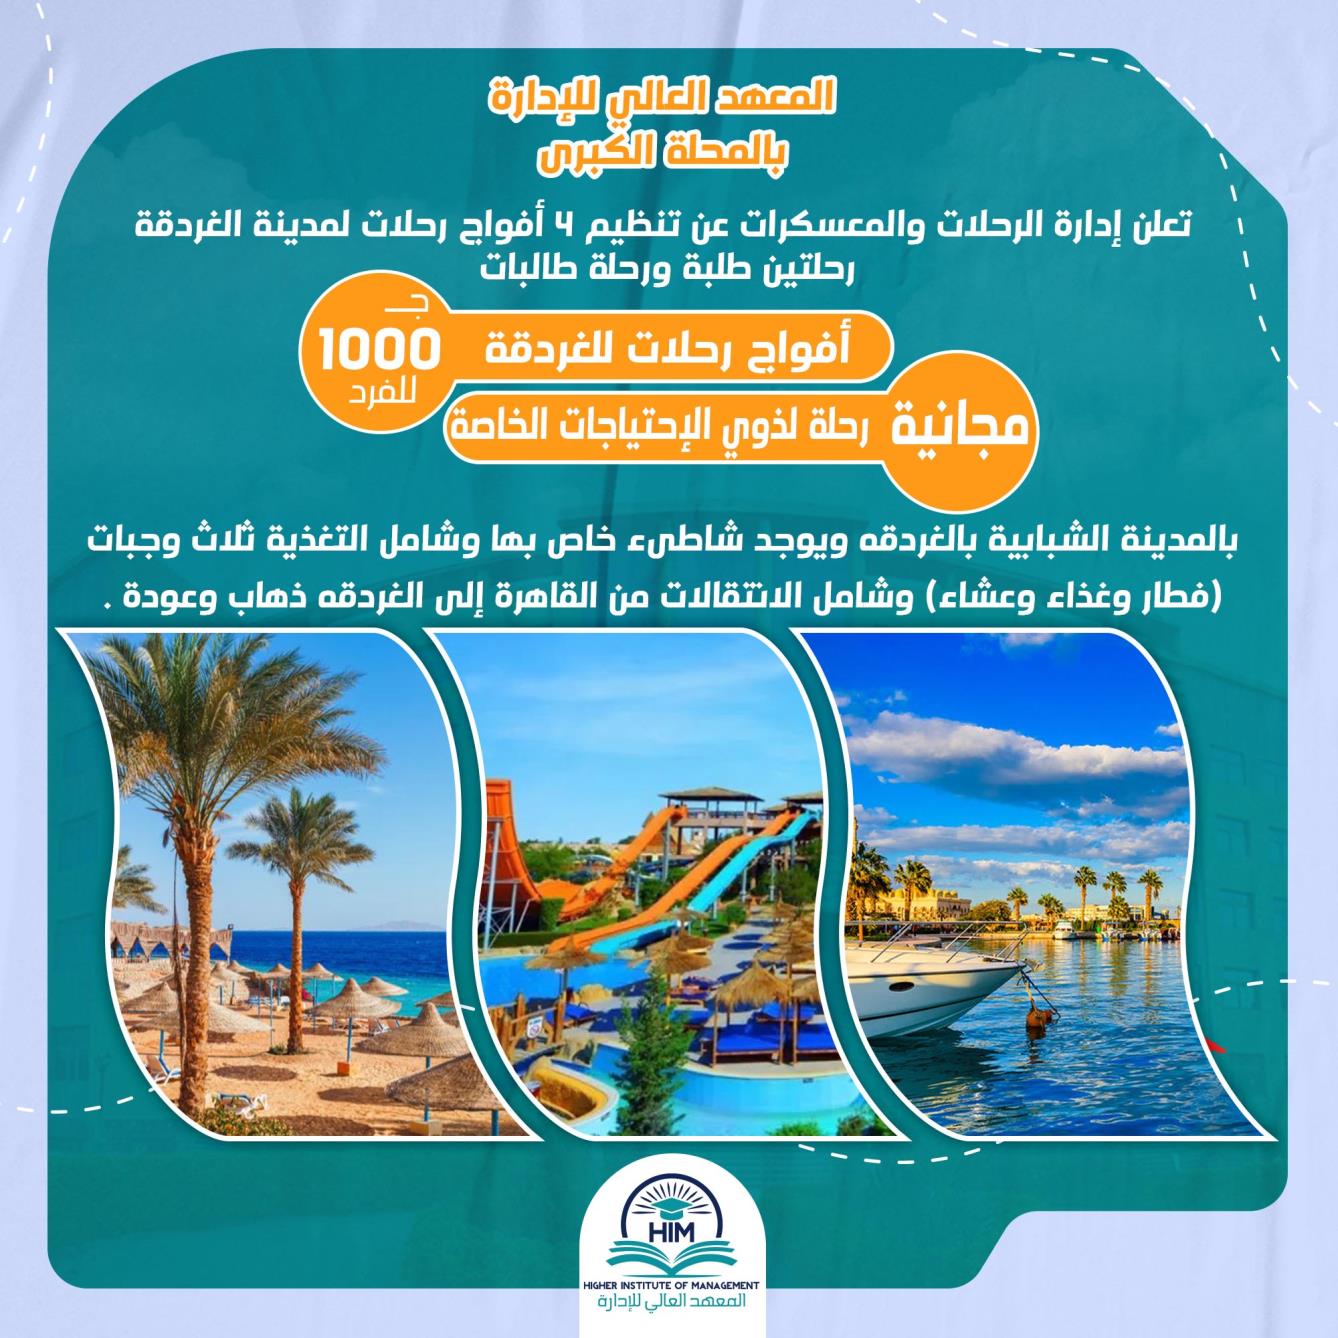 المعهد العالي للإدارة
بالمحلة الكبرى
تعلن إدارة الرحلات والمعسكرات عن تنظيم 4 أفواج رحلات لمدينة الغردقة
رحلتين طلبة ورحلة طالبات
أفواج رحلات للغردقة
جـ
1000
للفرد
مجانية
رحلة لذوي الإحتياجات الخاصة
بالمدينة الشبابية بالغردقه ويوجد شاطىء خاص بها وشامل التغذية ثلاث وجبات
(فطار وغذاء وعشاء) وشامل الانتقالات من القاهرة إلى الغردقه ذهاب وعودة .
HIM
HIGHER INSTITUTE OF MANAGEMENT
المعهد العالي للإدارة